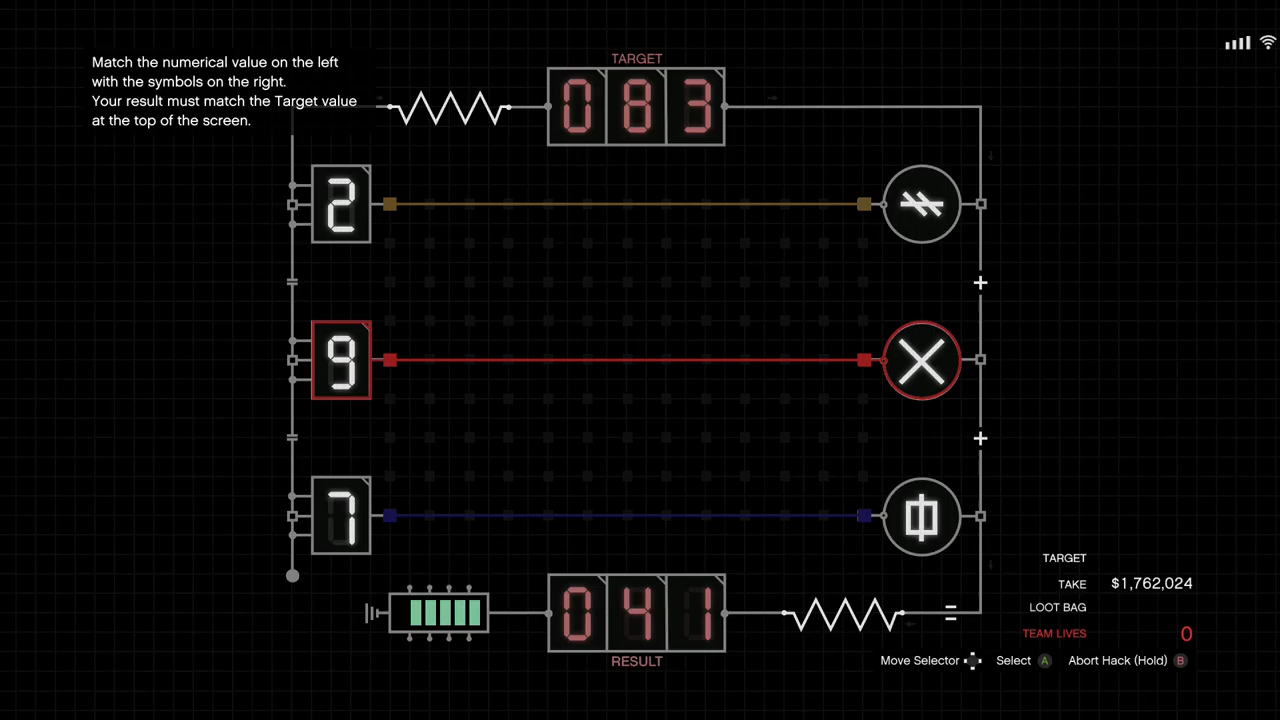 Match the numerical value on the left
with the symbols on the right.
Your result must match the Target value
at the top of the screen.
TARGET
083
2
9
7
+
+
=
041
RESULT
TARGET
TAKE $1,762,024
LOOT BAG
TEAM LIVES 0
Move Selector Select A Abort Hack (Hold) B